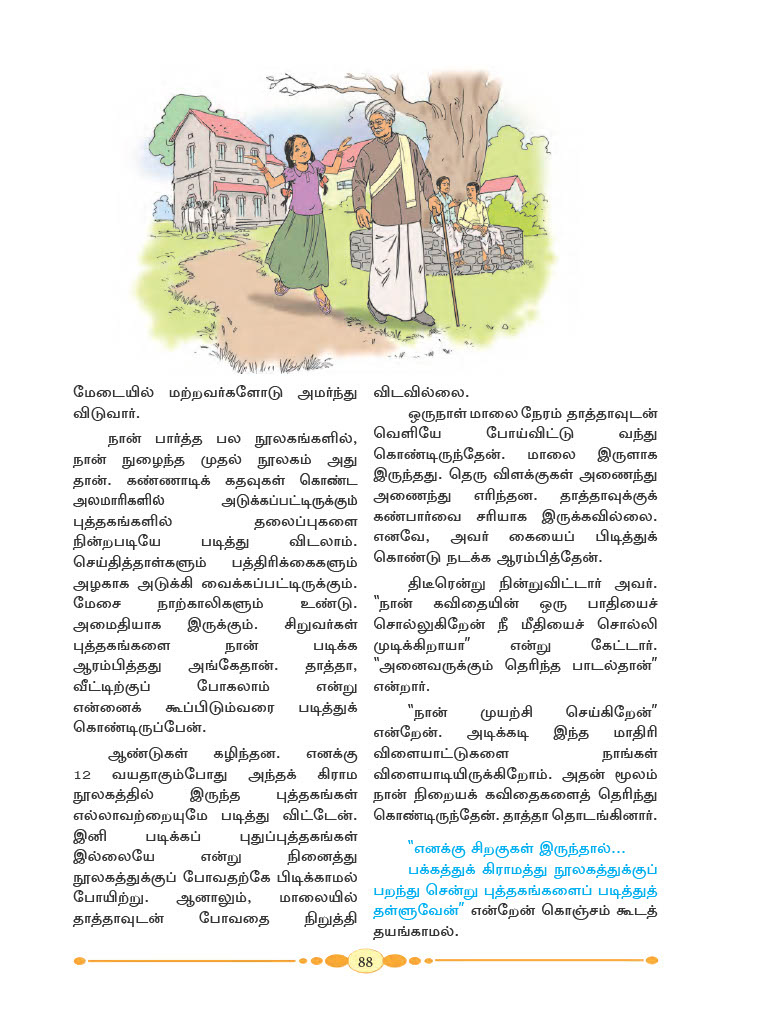 மேடையில் மற்றவர்களோடு அமர்ந்து
விடுவார்.
நான் பார்த்த பல நூலகங்களில்,
நான் நுழைந்த முதல் நூலகம் அது
தான். கண்ணாடிக் கதவுகள் கொண்ட
அலமாரிகளில் அடுக்கப்பட்டிருக்கும்
புத்தகங்களில் தலைப்புகளை
நின்றபடியே படித்து விடலாம்.
செய்தித்தாள்களும் பத்திரிக்கைகளும்
அழகாக அடுக்கி வைக்கப்பட்டிருக்கும்.
மேசை நாற்காலிகளும் உண்டு.
அமைதியாக இருக்கும். சிறுவர்கள்
புத்தகங்களை நான் படிக்க
ஆரம்பித்தது அங்கேதான். தாத்தா,
வீட்டிற்குப் போகலாம் என்று
என்னைக் கூப்பிடும்வரை படித்துக்
கொண்டிருப்பேன்.
ஆண்டுகள் கழிந்தன. எனக்கு
12 வயதாகும்போது அந்தக் கிராம
நூலகத்தில் இருந்த புத்தகங்கள்
எல்லாவற்றையுமே படித்து விட்டேன்.
இனி படிக்கப் புதுப்புத்தகங்கள்
இல்லையே என்று நினைத்து
நூலகத்துக்குப் போவதற்கே பிடிக்காமல்
போயிற்று. ஆனாலும், மாலையில்
தாத்தாவுடன் போவதை நிறுத்தி
விடவில்லை.
ஒருநாள் மாலை நேரம் தாத்தாவுடன்
வெளியே போய்விட்டு வந்து
கொண்டிருந்தேன். மாலை இருளாக
இருந்தது. தெரு விளக்குகள் அணைந்து
அணைந்து எரிந்தன. தாத்தாவுக்குக்
கண்பார்வை சரியாக இருக்கவில்லை.
எனவே, அவர் கையைப் பிடித்துக்
கொண்டு நடக்க ஆரம்பித்தேன்.
திடீரென்று நின்றுவிட்டார் அவர்.
“நான் கவிதையின் ஒரு பாதியைச்
சொல்லுகிறேன் நீ மீதியைச் சொல்லி
முடிக்கிறாயா” என்று கேட்டார்.
“அனைவருக்கும் தெரிந்த பாடல்தான்”
என்றார்.
“நான் முயற்சி செய்கிறேன்”
என்றேன். அடிக்கடி இந்த மாதிரி
விளையாட்டுகளை நாங்கள்
விளையாடியிருக்கிறோம். அதன் மூலம்
நான் நிறையக் கவிதைகளைத் தெரிந்து
கொண்டிருந்தேன். தாத்தா தொடங்கினார்.
“எனக்கு சிறகுகள் இருந்தால்...
பக்கத்துக் கிராமத்து நூலகத்துக்குப்
பறந்து சென்று புத்தகங்களைப் படித்துத்
தள்ளுவேன்” என்றேன் கொஞ்சம் கூடத்
தயங்காமல்.
88